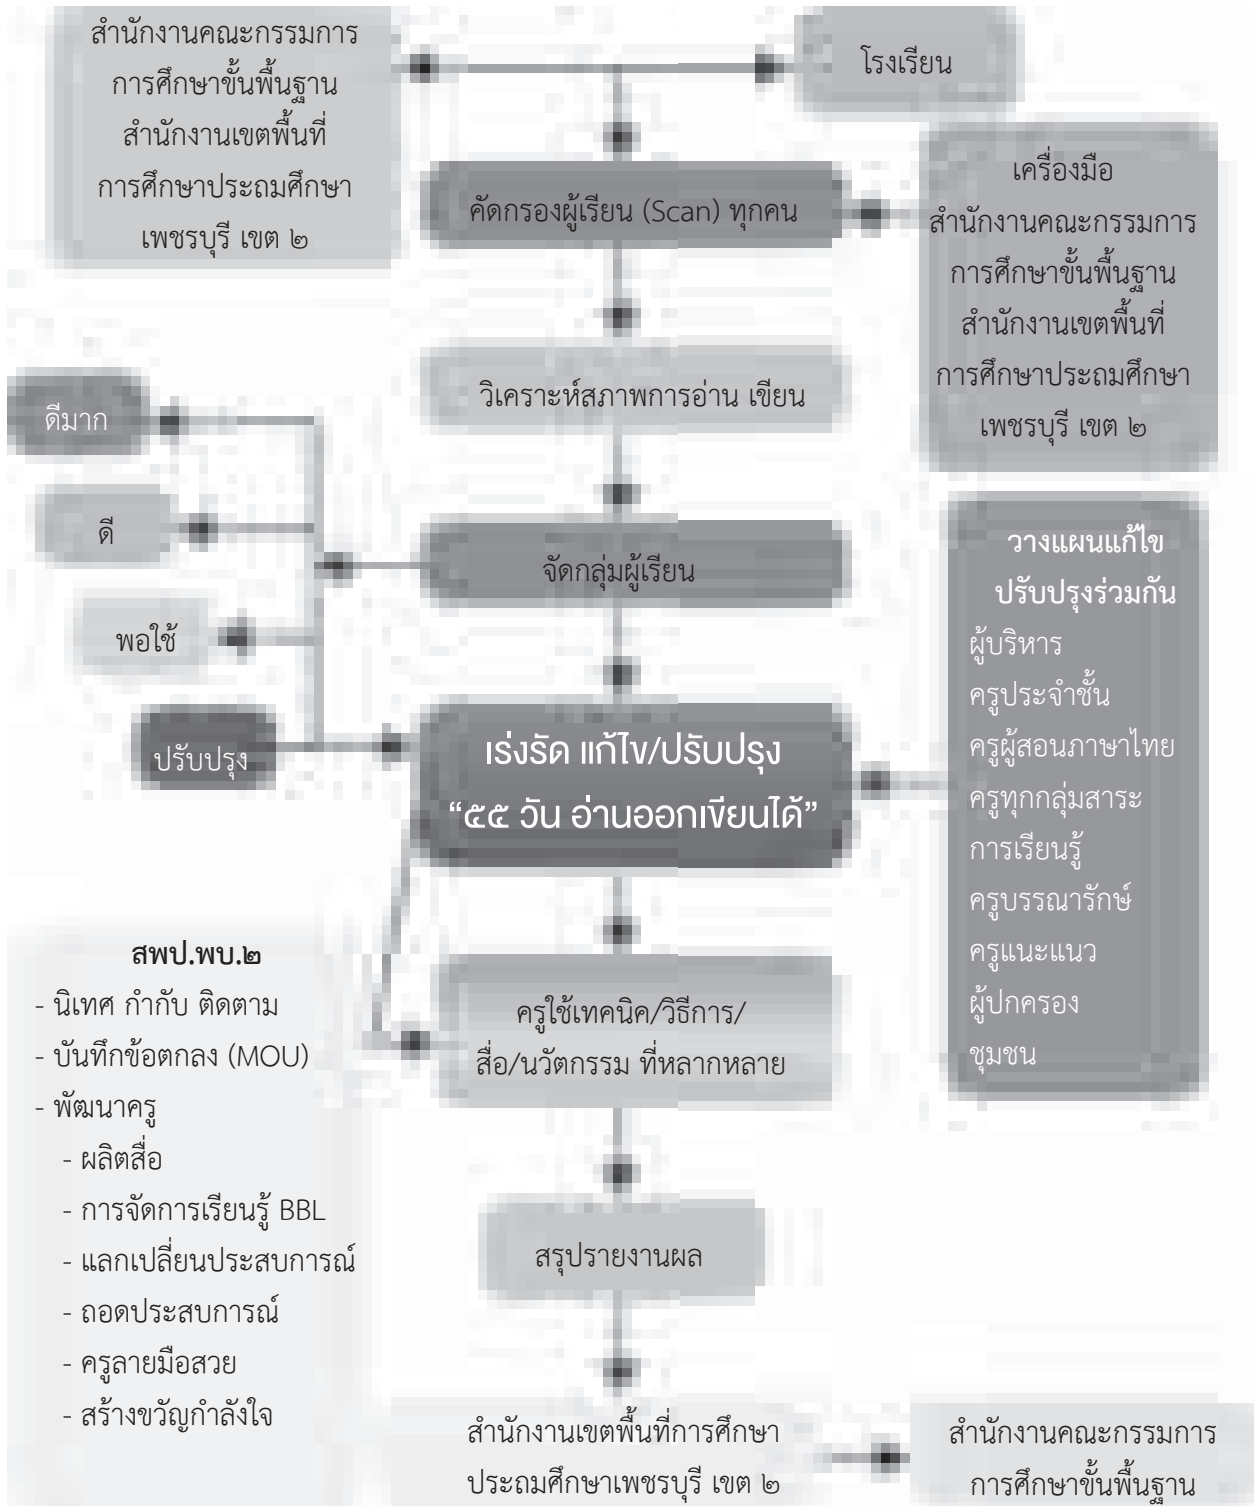 สำนักงานคณะกรรมการ
การศึกษาขั้นพื้นฐาน
สำนักงานเขตพื้นที่
การศึกษาประถมศึกษา
เพชรบุรี เขต ๒
โรงเรียน
คัดกรองผู้เรียน (Scan) ทุกคน
เครื่องมือ
สำนักงานคณะกรรมการ
การศึกษาขั้นพื้นฐาน
สำนักงานเขตพื้นที่
การศึกษาประถมศึกษา
เพชรบุรี เขต ๒
วิเคราะห์สภาพการอ่าน เขียน
ดีมาก
ดี
พอใช้
ปรับปรุง
จัดกลุ่มผู้เรียน
เร่งรัด แก้ไข/ปรับปรุง
“๕๕ วัน อ่านออกเขียนได้”
วางแผนแก้ไข
ปรับปรุงร่วมกัน
ผู้บริหาร
ครูประจำชั้น
ครูผู้สอนภาษาไทย
ครูทุกกลุ่มสาระ
การเรียนรู้
ครูบรรณารักษ์
ครูแนะแนว
ผู้ปกครอง
ชุมชน
สพป.พบ.๒
- นิเทศ กำกับ ติดตาม
- บันทึกข้อตกลง (MOU)
- พัฒนาครู
- ผลิตสื่อ
- การจัดการเรียนรู้ BBL
- แลกเปลี่ยนประสบการณ์
- ถอดประสบการณ์
- ครูลายมือสวย
- สร้างขวัญกำลังใจ
ครูใช้เทคนิค/วิธีการ/
สื่อ/นวัตกรรม ที่หลากหลาย
สรุปรายงานผล
สำนักงานเขตพื้นที่การศึกษา
ประถมศึกษาเพชรบุรี เขต ๒
สำนักงานคณะกรรมการ
การศึกษาขั้นพื้นฐาน